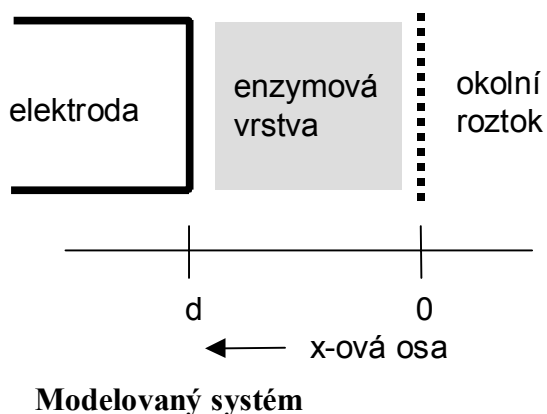 elektroda
enzymová
vrstva
okolní
roztok
d
0
x-ová osa
Modelovaný systém